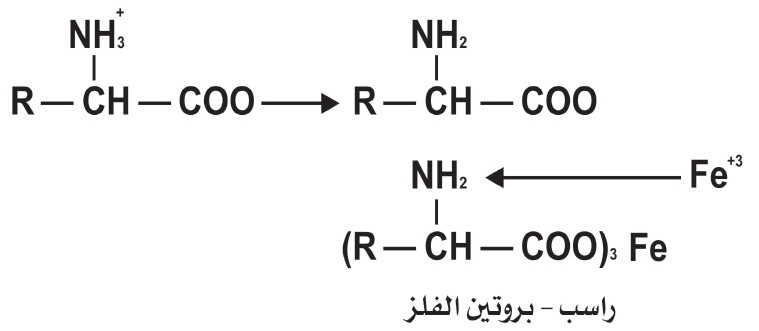 NH₃⁺ NH₂
R — CH — COO → R — CH — COO
NH₂ ← Fe⁺³
(R — CH — COO)₃ Fe
راسب - بروتين الفلز